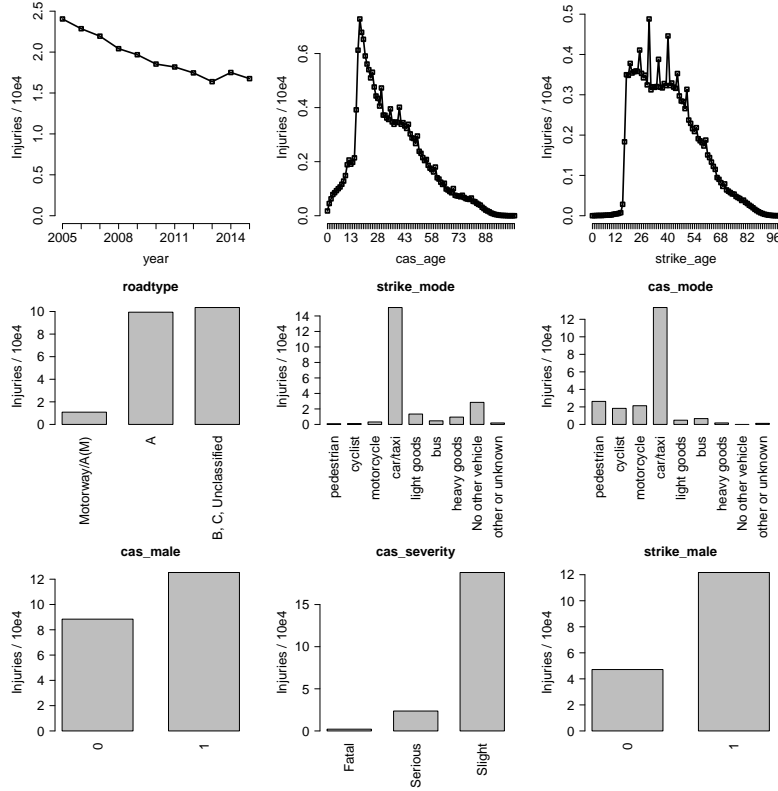 Injuries / 10e4
0.0 0.5 1.0 1.5 2.0 2.5
2005 2008 2011 2014
year
Injuries / 10e4
0.0 0.2 0.4 0.6
0 13 28 43 58 73 88
cas_age
Injuries / 10e4
0.0 0.1 0.2 0.3 0.4 0.5
0 12 26 40 54 68 82 96
strike_age
roadtype
Injuries / 10e4
0 2 4 6 8 10
Motorway/A(M)
A
B, C, Unclassified
strike_mode
Injuries / 10e4
0 2 4 6 8 10 12 14
pedestrian
cyclist
motorcycle
car/taxi
light goods
bus
heavy goods
No other vehicle
other or unknown
cas_mode
Injuries / 10e4
0 2 4 6 8 10 12
pedestrian
cyclist
motorcycle
car/taxi
light goods
bus
heavy goods
No other vehicle
other or unknown
cas_male
Injuries / 10e4
0 2 4 6 8 10 12
0
1
cas_severity
Injuries / 10e4
0 5 10 15
Fatal
Serious
Slight
strike_male
Injuries / 10e4
0 2 4 6 8 10 12
0
1